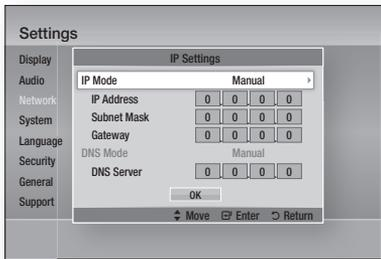 Settings
Display
Audio
Network
System
Language
Security
General
Support
IP Settings
IP Mode Manual
IP Address 0 . 0 . 0 . 0
Subnet Mask 0 . 0 . 0 . 0
Gateway 0 . 0 . 0 . 0
DNS Mode Manual
DNS Server 0 . 0 . 0 . 0
OK
Move Enter Return